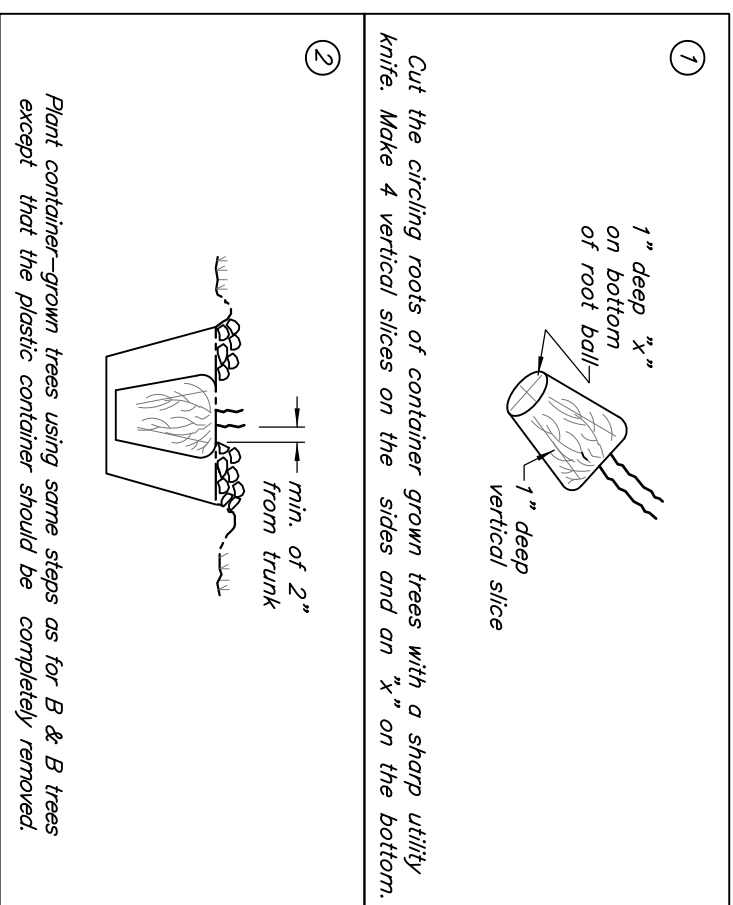 1
1" deep "x"
on bottom
of root ball
1" deep
vertical slice
Cut the circling roots of container grown trees with a sharp utility
knife. Make 4 vertical slices on the sides and an "x" on the bottom.
2
min. of 2"
from trunk
Plant container-grown trees using same steps as for B & B trees
except that the plastic container should be completely removed.